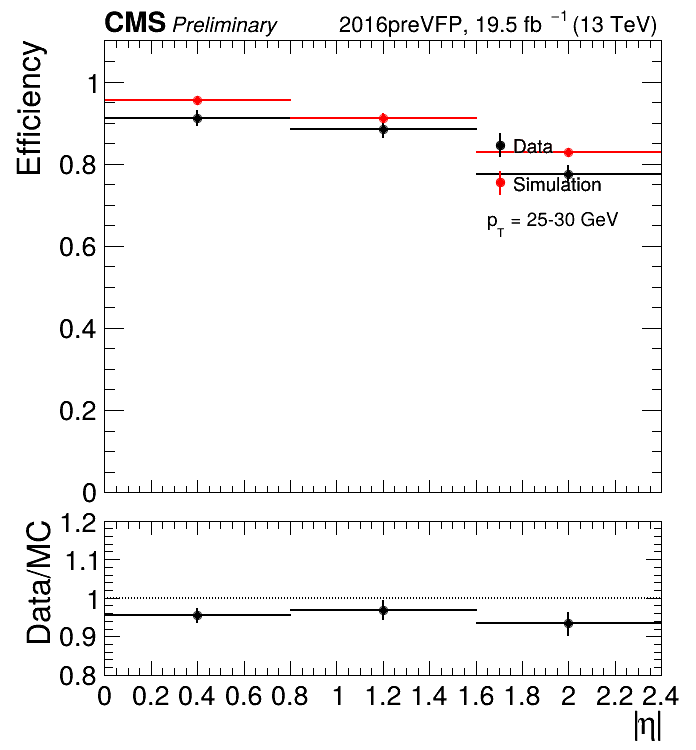 CMS Preliminary 2016preVFP, 19.5 fb⁻¹ (13 TeV)
Efficiency
1
0.8
0.6
0.4
0.2
0
Data
Simulation
p_T = 25-30 GeV
Data/MC
1.2
1.1
1
0.9
0.8
0 0.2 0.4 0.6 0.8 1 1.2 1.4 1.6 1.8 2 2.2 2.4
|η|